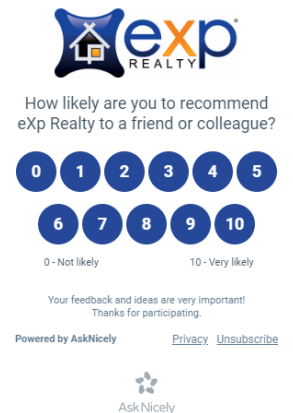 eXp
REALTY
How likely are you to recommend
eXp Realty to a friend or colleague?
0 1 2 3 4 5
6 7 8 9 10
0 - Not likely 10 - Very likely
Your feedback and ideas are very important!
Thanks for participating.
Powered by AskNicely Privacy Unsubscribe
AskNicely